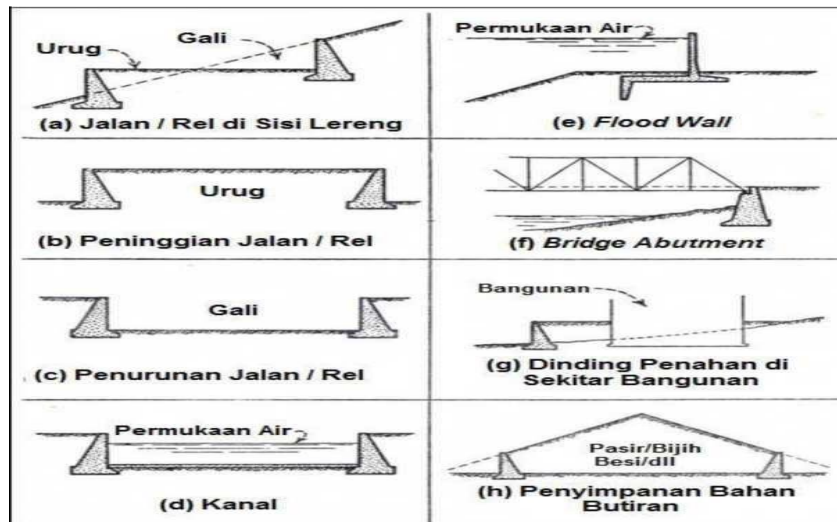 Urug
Gali
(a) Jalan / Rel di Sisi Lereng
Urug
(b) Peninggian Jalan / Rel
Gali
(c) Penurunan Jalan / Rel
Permukaan Air
(d) Kanal
Permukaan Air
(e) Flood Wall
(f) Bridge Abutment
Bangunan
(g) Dinding Penahan di
Sekitar Bangunan
Pasir/Bijih
Besi/dll
(h) Penyimpanan Bahan
Butiran